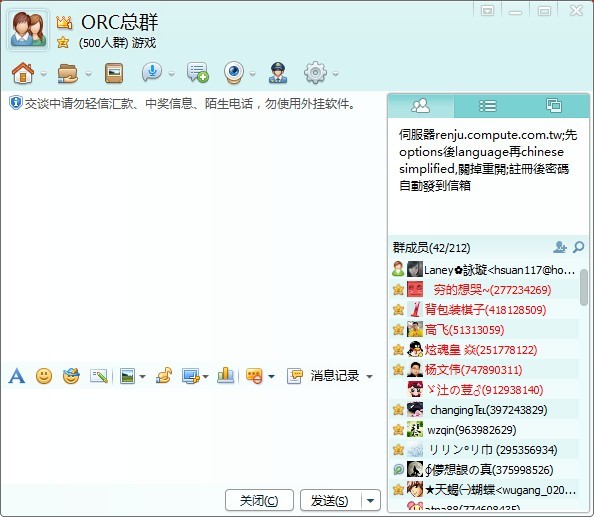 ORC总群
(500人群) 游戏
交谈中请勿轻信汇款、中奖信息、陌生电话，勿使用外挂软件。
伺服器renju.compute.com.tw;先
options後language再chinese
simplified,關掉重開;註冊後密碼
自動發到信箱
群成员(42/212)
Laney✿詠璇<hsuan117@ho...
穷的想哭~(277234269)
背包装棋子(418128509)
高飞(51313059)
炫魂皇 焱(251778122)
杨文伟(747890311)
ゞ汢の荳♂(912938140)
changing℡(397243829)
wzqin(963982629)
リリン°リ巾 (295356934)
∮儚想誏の真(375998526)
★天蝎㈠蝴蝶<wugang_020...
消息记录
关闭(C)
发送(S)